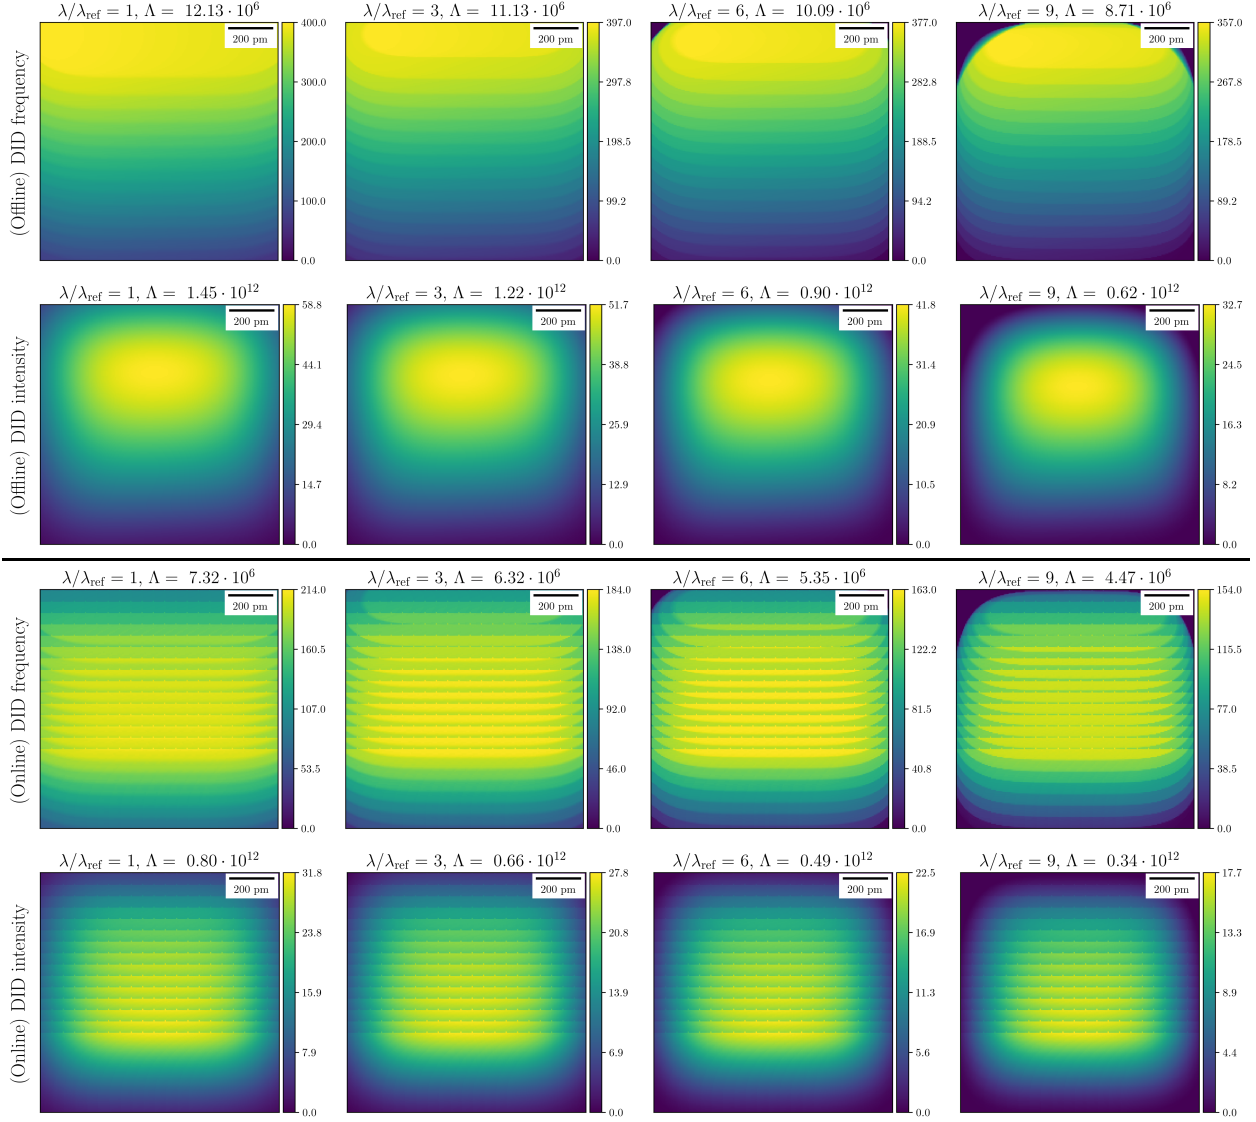 λ/λref = 1, Λ = 12.13 · 10⁶
λ/λref = 3, Λ = 11.13 · 10⁶
λ/λref = 6, Λ = 10.09 · 10⁶
λ/λref = 9, Λ = 8.71 · 10⁶
(Offline) DID frequency
200 pm
400.0
300.0
200.0
100.0
0.0
200 pm
397.0
297.8
198.5
99.2
0.0
200 pm
377.0
282.8
188.5
94.2
0.0
200 pm
357.0
267.8
178.5
89.2
0.0
λ/λref = 1, Λ = 1.45 · 10¹²
λ/λref = 3, Λ = 1.22 · 10¹²
λ/λref = 6, Λ = 0.90 · 10¹²
λ/λref = 9, Λ = 0.62 · 10¹²
(Offline) DID intensity
200 pm
58.8
44.1
29.4
14.7
0.0
200 pm
51.7
38.8
25.9
12.9
0.0
200 pm
41.8
31.4
20.9
10.5
0.0
200 pm
32.7
24.5
16.3
8.2
0.0
λ/λref = 1, Λ = 7.32 · 10⁶
λ/λref = 3, Λ = 6.32 · 10⁶
λ/λref = 6, Λ = 5.35 · 10⁶
λ/λref = 9, Λ = 4.47 · 10⁶
(Online) DID frequency
200 pm
214.0
160.5
107.0
53.5
0.0
200 pm
184.0
138.0
92.0
46.0
0.0
200 pm
163.0
122.2
81.5
40.8
0.0
200 pm
154.0
115.5
77.0
38.5
0.0
λ/λref = 1, Λ = 0.80 · 10¹²
λ/λref = 3, Λ = 0.66 · 10¹²
λ/λref = 6, Λ = 0.49 · 10¹²
λ/λref = 9, Λ = 0.34 · 10¹²
(Online) DID intensity
200 pm
31.8
23.8
15.9
7.9
0.0
200 pm
27.8
20.8
13.9
6.9
0.0
200 pm
22.5
16.9
11.3
5.6
0.0
200 pm
17.7
13.3
8.9
4.4
0.0